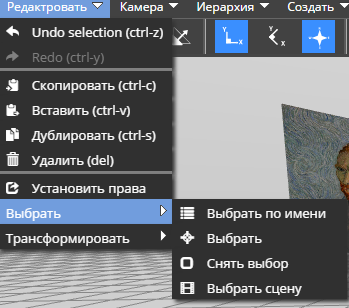 Редактировать Камера Иерархия Создать
Undo selection (ctrl-z)
Redo (ctrl-y)
Скопировать (ctrl-c)
Вставить (ctrl-v)
Дублировать (ctrl-s)
Удалить (del)
Установить права
Выбрать
Трансформировать
Выбрать по имени
Выбрать
Снять выбор
Выбрать сцену